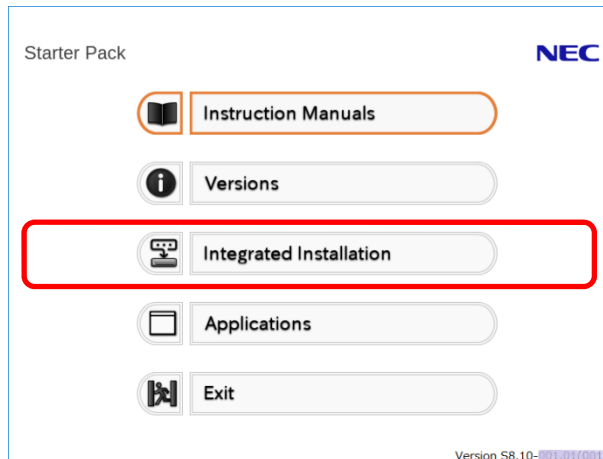 Starter Pack
NEC
Instruction Manuals
Versions
Integrated Installation
Applications
Exit
Version S8.10-